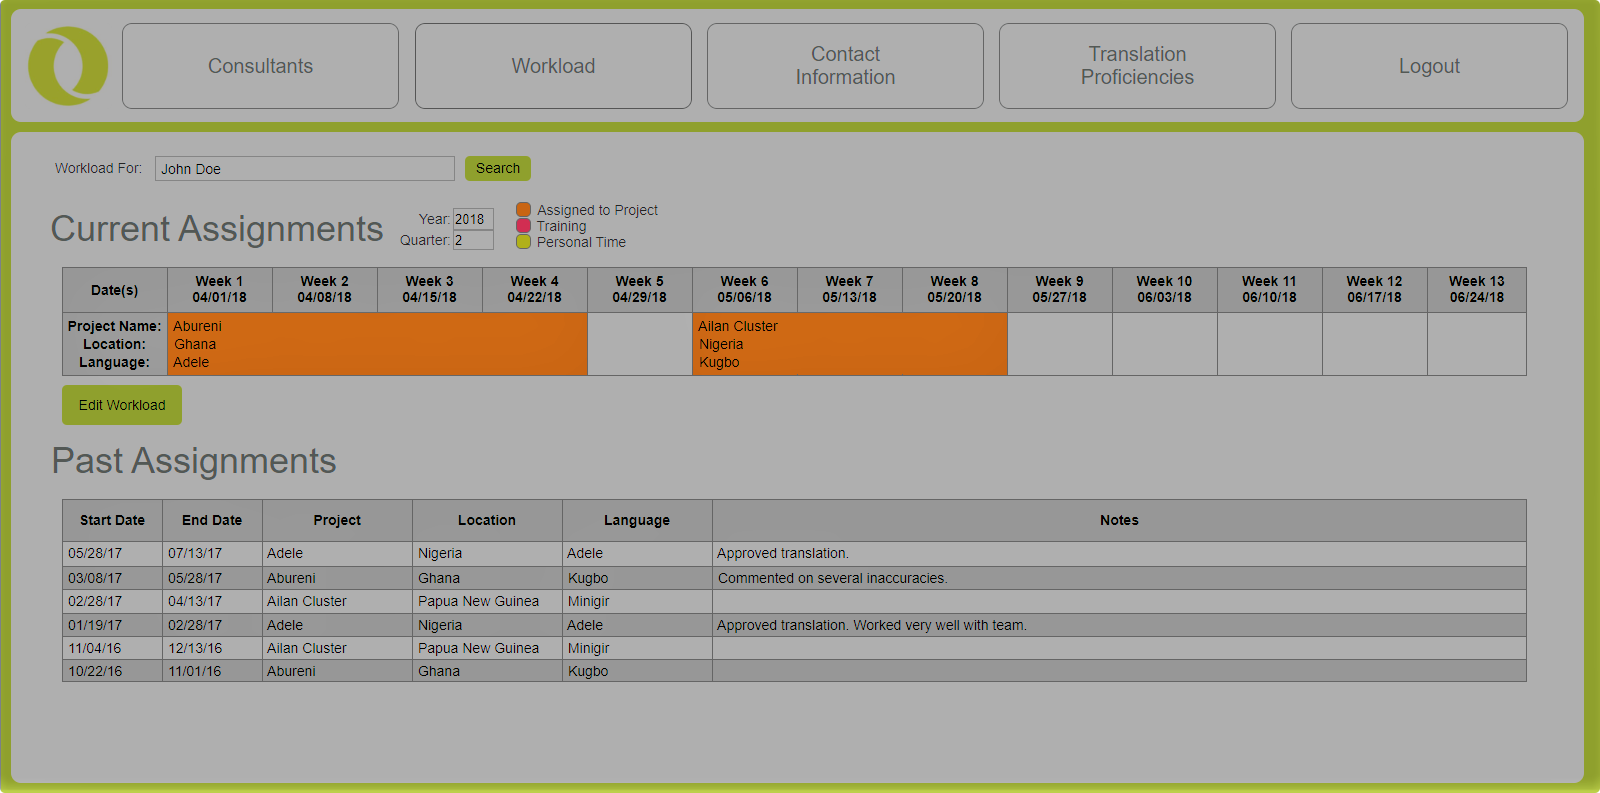 Consultants
Workload
Contact
Information
Translation
Proficiencies
Logout
Workload For: John Doe Search
Current Assignments
Year: 2018
Quarter: 2
Assigned to Project
Training
Personal Time
Date(s) Week 1 Week 2 Week 3 Week 4 Week 5 Week 6 Week 7 Week 8 Week 9 Week 10 Week 11 Week 12 Week 13
04/01/18 04/08/18 04/15/18 04/22/18 04/29/18 05/06/18 05/13/18 05/20/18 05/27/18 06/03/18 06/10/18 06/17/18 06/24/18
Project Name: Abureni Ailan Cluster
Location: Ghana Nigeria
Language: Adele Kugbo
Edit Workload
Past Assignments
Start Date End Date Project Location Language Notes
05/28/17 07/13/17 Adele Nigeria Adele Approved translation.
03/08/17 05/28/17 Abureni Ghana Kugbo Commented on several inaccuracies.
02/28/17 04/13/17 Ailan Cluster Papua New Guinea Minigir
01/19/17 02/28/17 Adele Nigeria Adele Approved translation. Worked very well with team.
11/04/16 12/13/16 Ailan Cluster Papua New Guinea Minigir
10/22/16 11/01/16 Abureni Ghana Kugbo